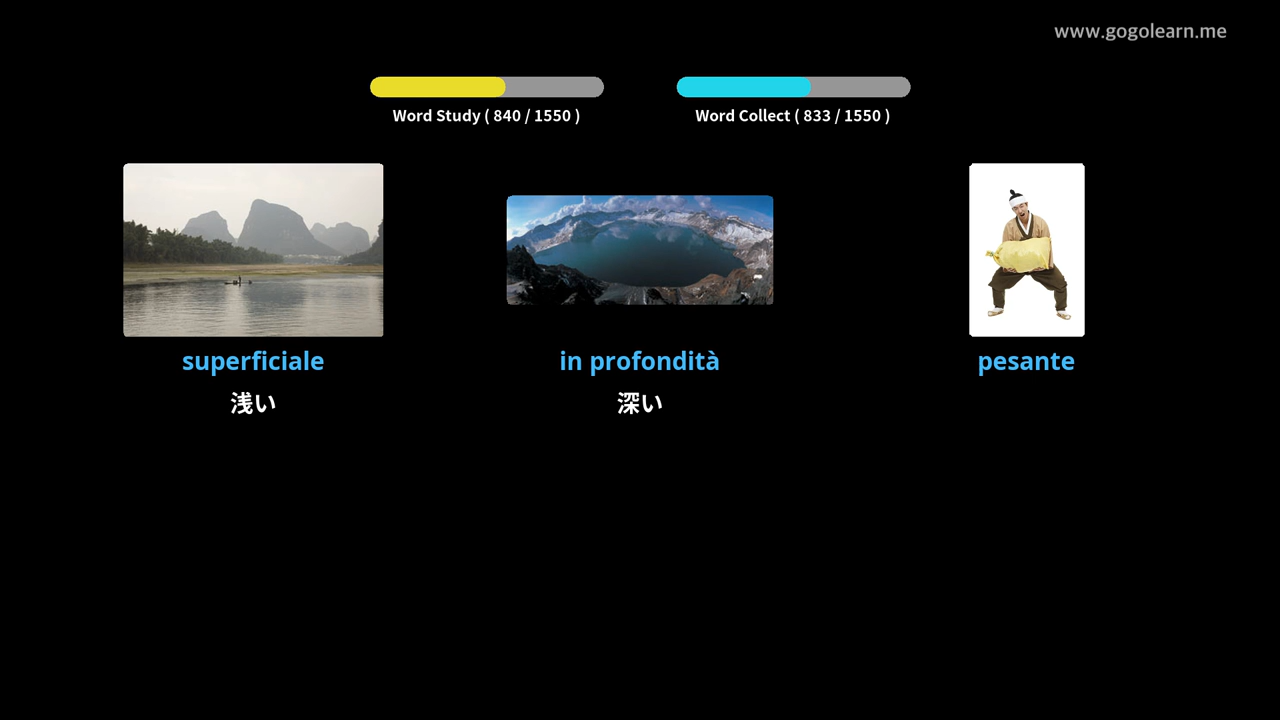 www.gogolearn.me
Word Study ( 840 / 1550 )
Word Collect ( 833 / 1550 )
superficiale
in profondità
pesante
浅い
深い